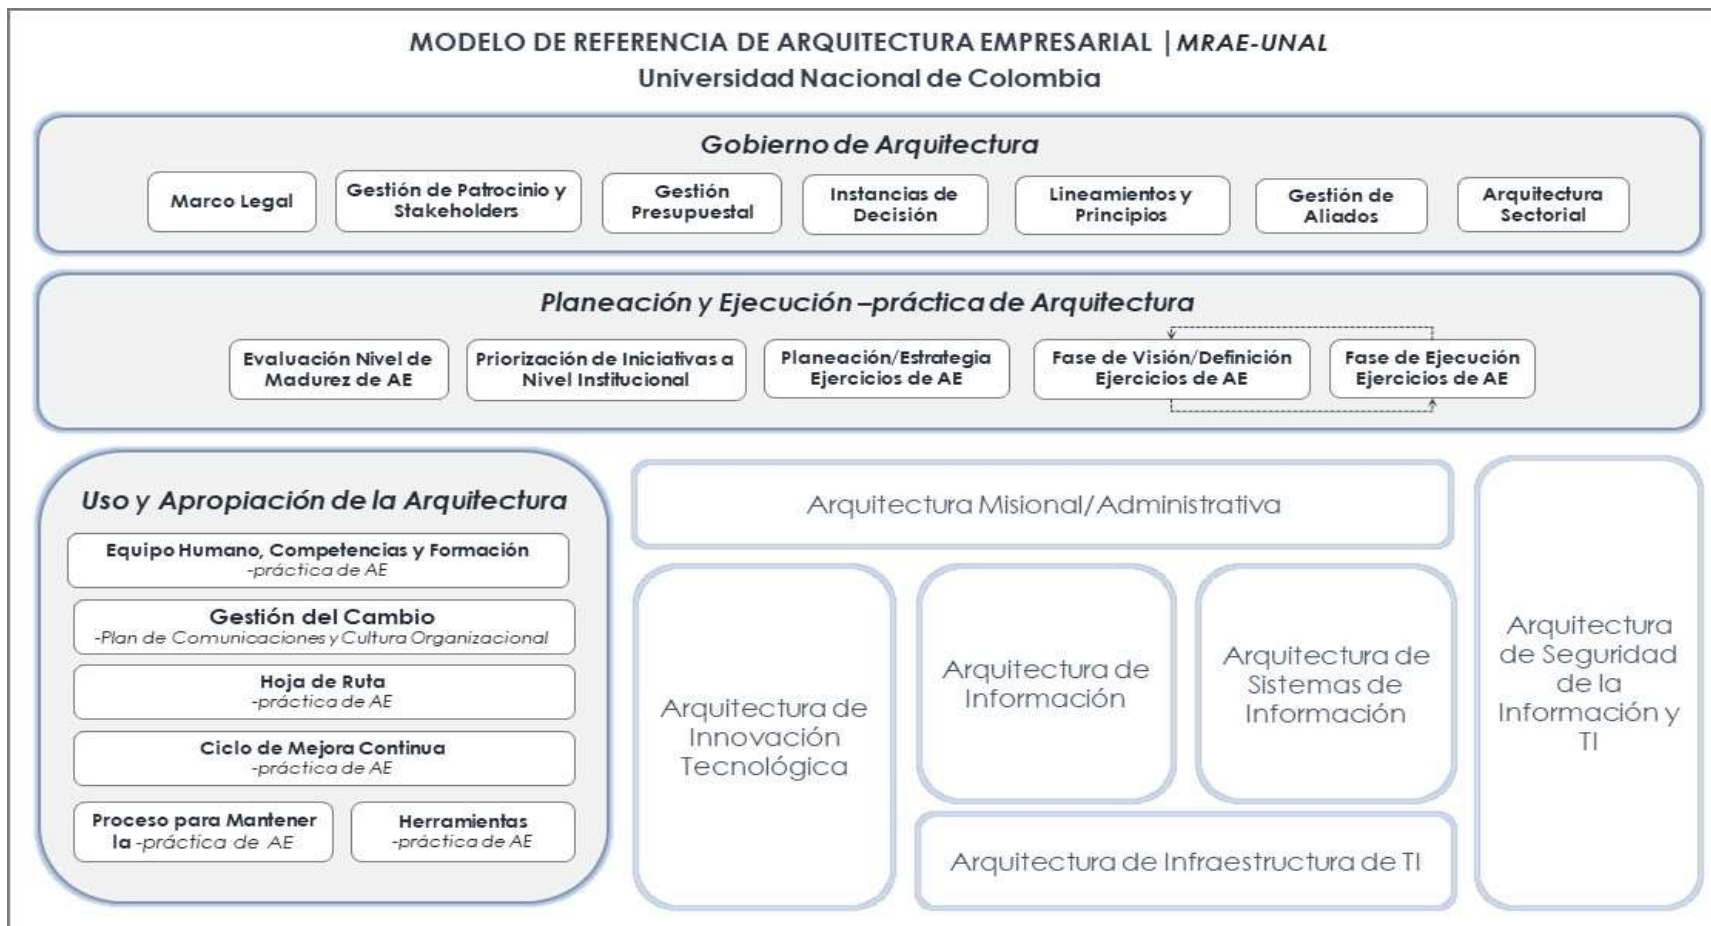 MODELO DE REFERENCIA DE ARQUITECTURA EMPRESARIAL | MRAE-UNAL
Universidad Nacional de Colombia
Gobierno de Arquitectura
Marco Legal
Gestión de Patrocinio y
Stakeholders
Gestión
Presupuestal
Instancias de
Decisión
Lineamientos y
Principios
Gestión de
Aliados
Arquitectura
Sectorial
Planeación y Ejecución –práctica de Arquitectura
Evaluación Nivel de
Madurez de AE
Priorización de Iniciativas a
Nivel Institucional
Planeación/Estrategia
Ejercicios de AE
Fase de Visión/Definición
Ejercicios de AE
Fase de Ejecución
Ejercicios de AE
Uso y Apropiación de la Arquitectura
Equipo Humano, Competencias y Formación
-práctica de AE
Gestión del Cambio
-Plan de Comunicaciones y Cultura Organizacional
Hoja de Ruta
-práctica de AE
Ciclo de Mejora Continua
-práctica de AE
Proceso para Mantener
la -práctica de AE
Herramientas
-práctica de AE
Arquitectura Misional/Administrativa
Arquitectura de
Innovación
Tecnológica
Arquitectura de
Información
Arquitectura de
Sistemas de
Información
Arquitectura de Infraestructura de TI
Arquitectura
de Seguridad
de la
Información y
TI